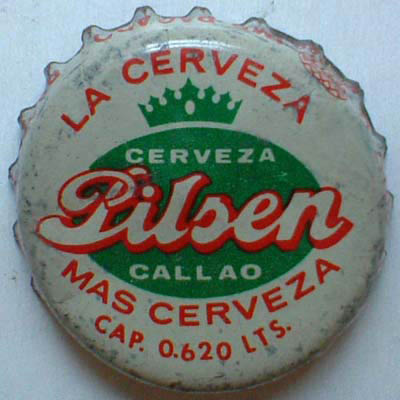 LA CERVEZA
CERVEZA
Pilsen
CALLAO
MAS CERVEZA
CAP. 0.620 LTS.